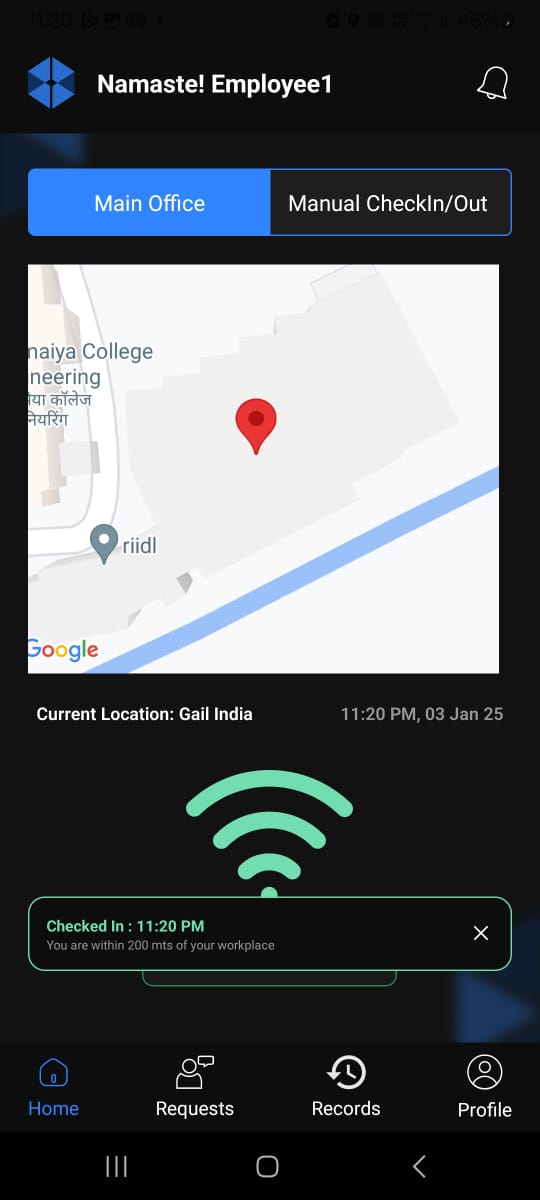 11:20
46%
Namaste! Employee1
Main Office
Manual CheckIn/Out
maiya College
neering
या कॉलेज
नियरिंग
riidl
Google
Current Location: Gail India
11:20 PM, 03 Jan 25
Checked In : 11:20 PM
You are within 200 mts of your workplace
Home
Requests
Records
Profile